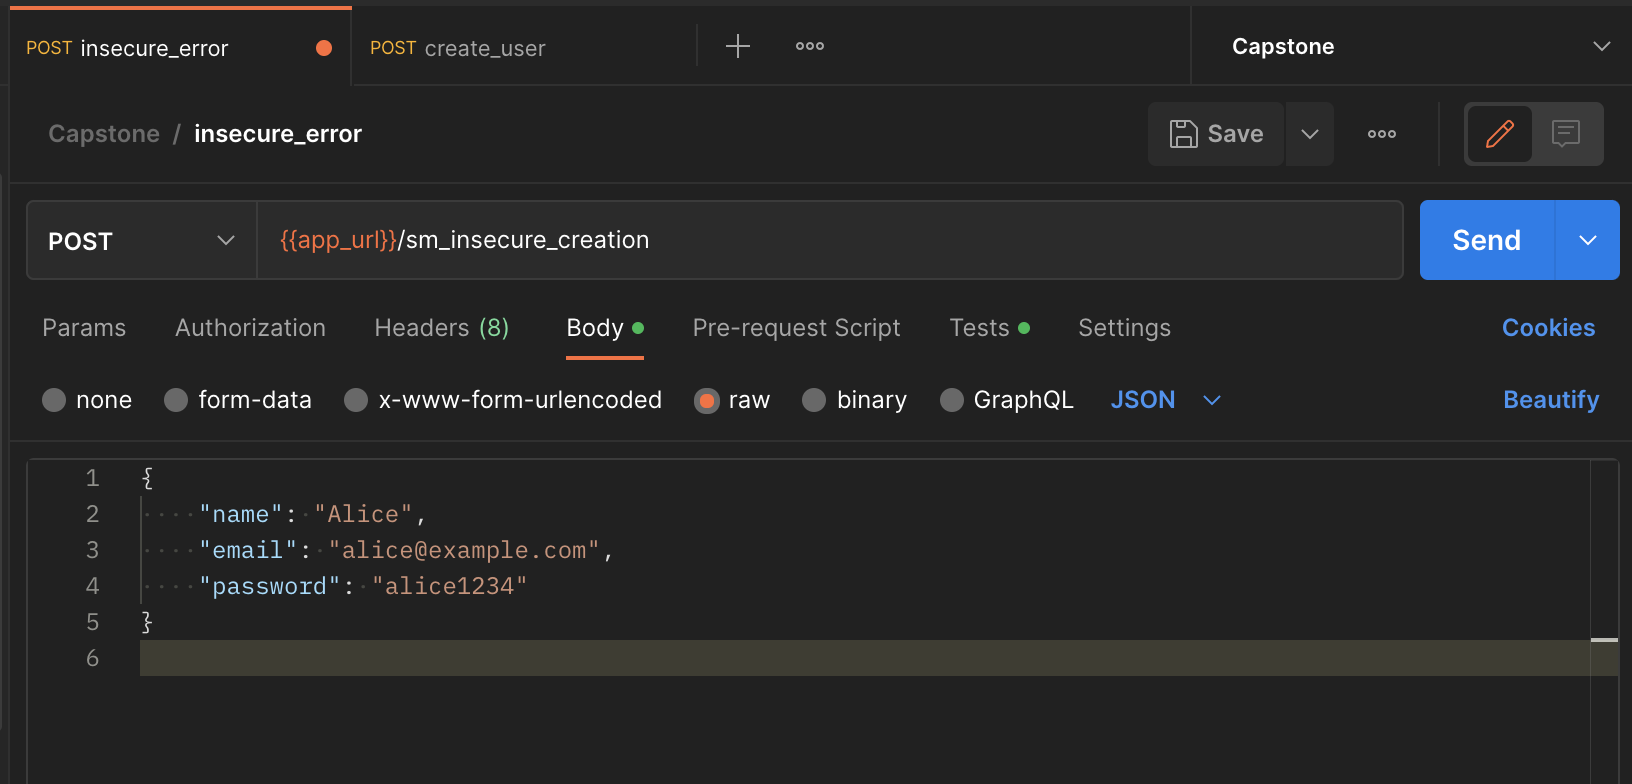 POST insecure_error
POST create_user
Capstone
Capstone / insecure_error
Save
POST
{{app_url}}/sm_insecure_creation
Send
Params Authorization Headers (8) Body Pre-request Script Tests Settings Cookies
none form-data x-www-form-urlencoded raw binary GraphQL JSON Beautify
1 {
2 "name": "Alice",
3 "email": "alice@example.com",
4 "password": "alice1234"
5 }
6